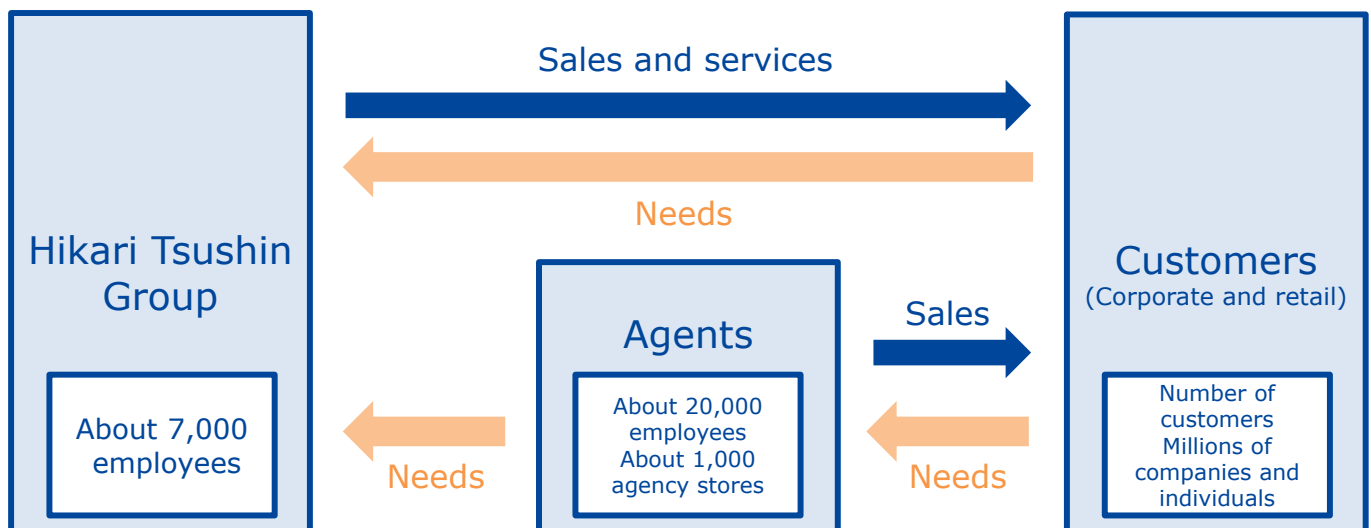 Sales and services
Needs
Hikari Tsushin
Group
About 7,000
employees
Needs
Agents
About 20,000
employees
About 1,000
agency stores
Sales
Needs
Customers
(Corporate and retail)
Number of
customers
Millions of
companies and
individuals